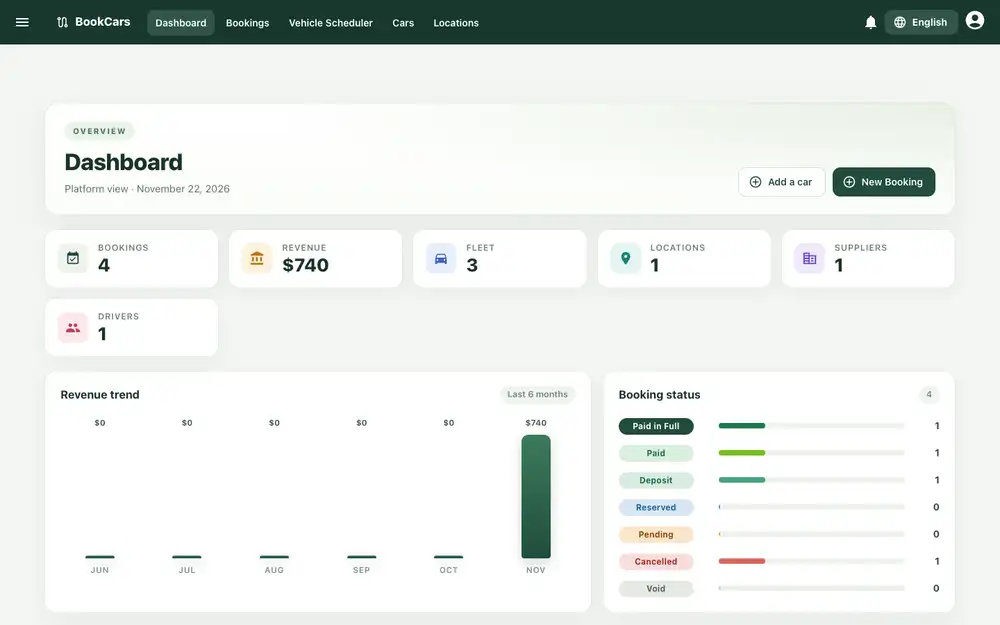 BookCars Dashboard Bookings Vehicle Scheduler Cars Locations English
OVERVIEW
Dashboard
Platform view · November 22, 2026
Add a car New Booking
BOOKINGS
4
REVENUE
$740
FLEET
3
LOCATIONS
1
SUPPLIERS
1
DRIVERS
1
Revenue trend Last 6 months
$0 $0 $0 $0 $0 $740
JUN JUL AUG SEP OCT NOV
Booking status 4
Paid in Full 1
Paid 1
Deposit 1
Reserved 0
Pending 0
Cancelled 1
Void 0